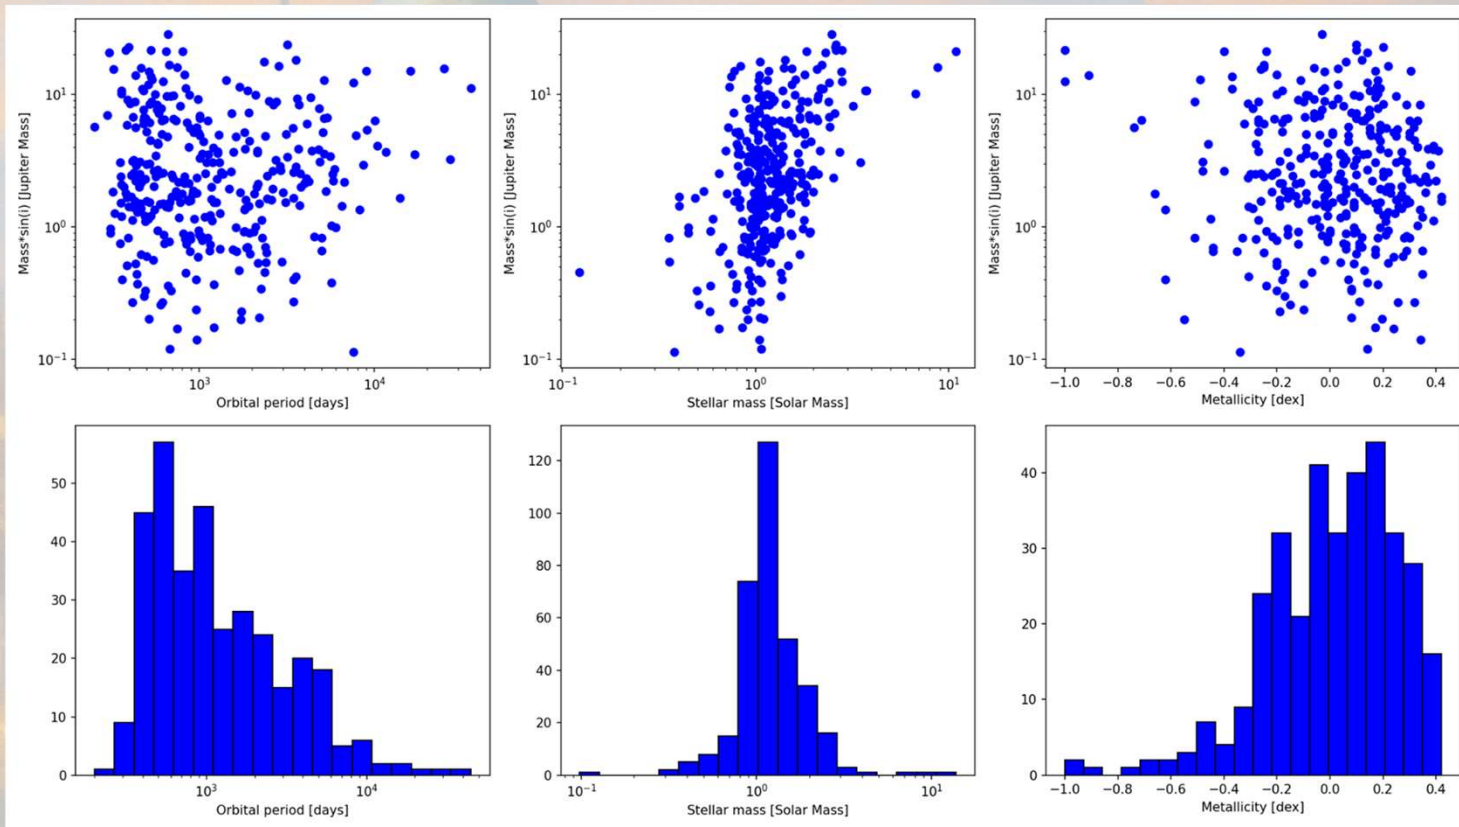 Mass*sin(i) [Jupiter Mass]
10¹
10⁰
10⁻¹
10³ 10⁴
Orbital period [days]
Mass*sin(i) [Jupiter Mass]
10¹
10⁰
10⁻¹
10⁻¹ 10⁰ 10¹
Stellar mass [Solar Mass]
Mass*sin(i) [Jupiter Mass]
10¹
10⁰
10⁻¹
−1.0 −0.8 −0.6 −0.4 −0.2 0.0 0.2 0.4
Metallicity [dex]
50
40
30
20
10
0
10³ 10⁴
Orbital period [days]
120
100
80
60
40
20
0
10⁻¹ 10⁰ 10¹
Stellar mass [Solar Mass]
40
30
20
10
0
−1.0 −0.8 −0.6 −0.4 −0.2 0.0 0.2 0.4
Metallicity [dex]